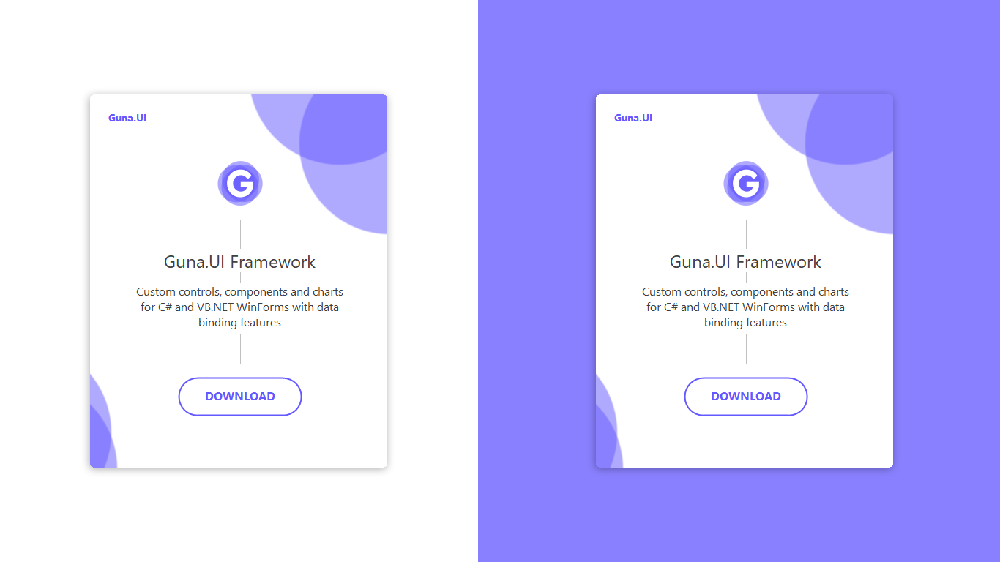 Guna.UI
G
Guna.UI Framework
Custom controls, components and charts
for C# and VB.NET WinForms with data
binding features
DOWNLOAD
Guna.UI
G
Guna.UI Framework
Custom controls, components and charts
for C# and VB.NET WinForms with data
binding features
DOWNLOAD